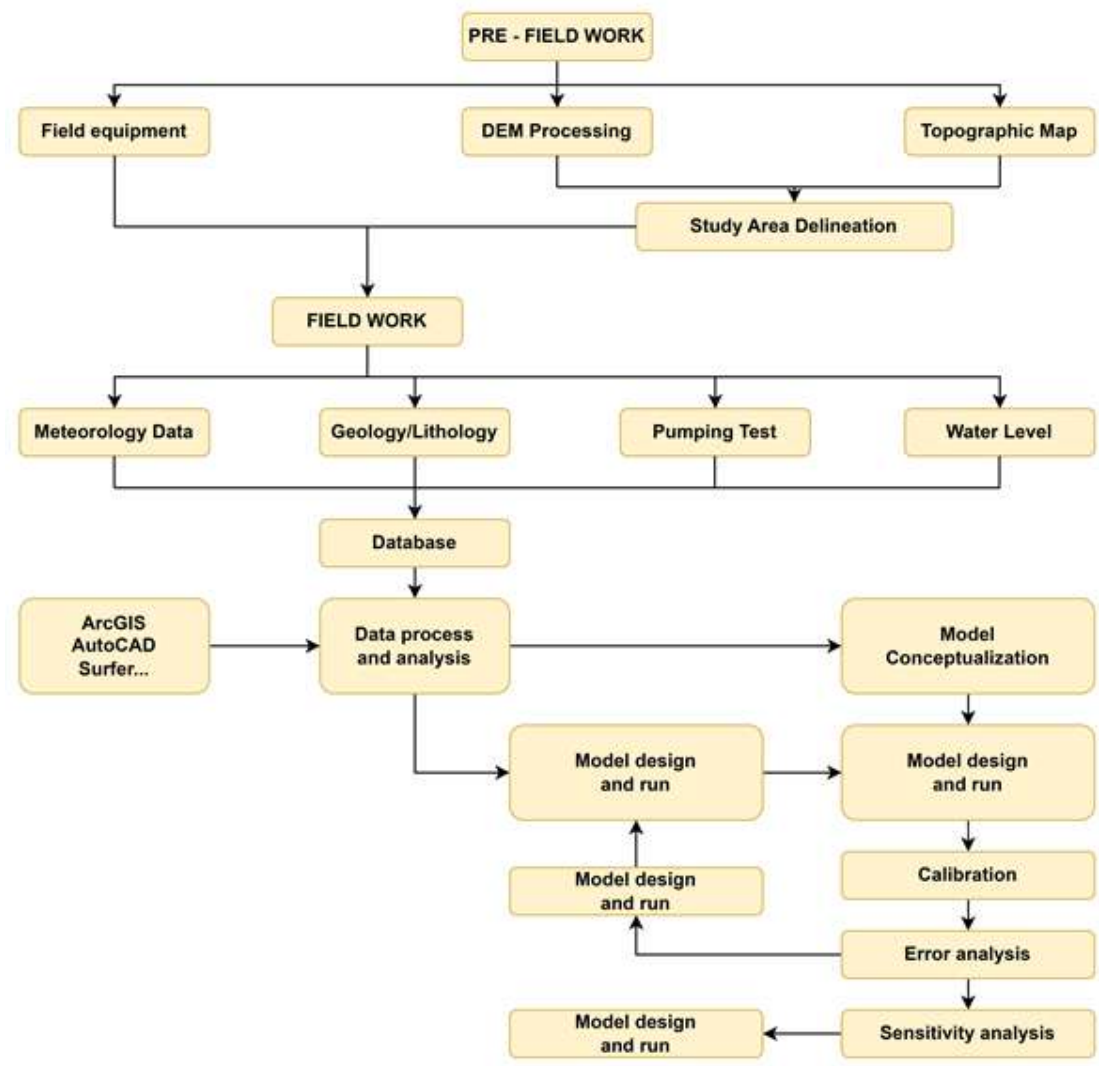 PRE - FIELD WORK
Field equipment
DEM Processing
Topographic Map
Study Area Delineation
FIELD WORK
Meteorology Data
Geology/Lithology
Pumping Test
Water Level
Database
ArcGIS
AutoCAD
Surfer...
Data process
and analysis
Model
Conceptualization
Model design
and run
Model design
and run
Calibration
Model design
and run
Error analysis
Model design
and run
Sensitivity analysis